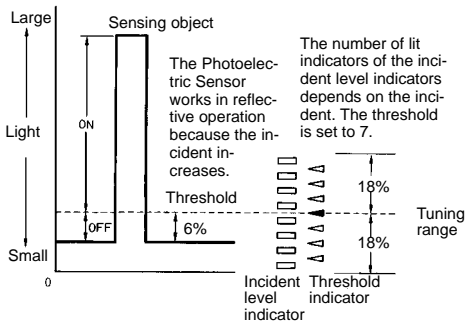 Large
Sensing object
The Photoelec-
tric Sensor
works in reflec-
tive operation
because the in-
cident in-
creases.
The number of lit
indicators of the inci-
dent level indicators
depends on the inci-
dent. The threshold
is set to 7.
ON
Light
Threshold
18%
OFF
6%
Tuning
range
18%
Small
0
Incident
level
indicator
Threshold
indicator